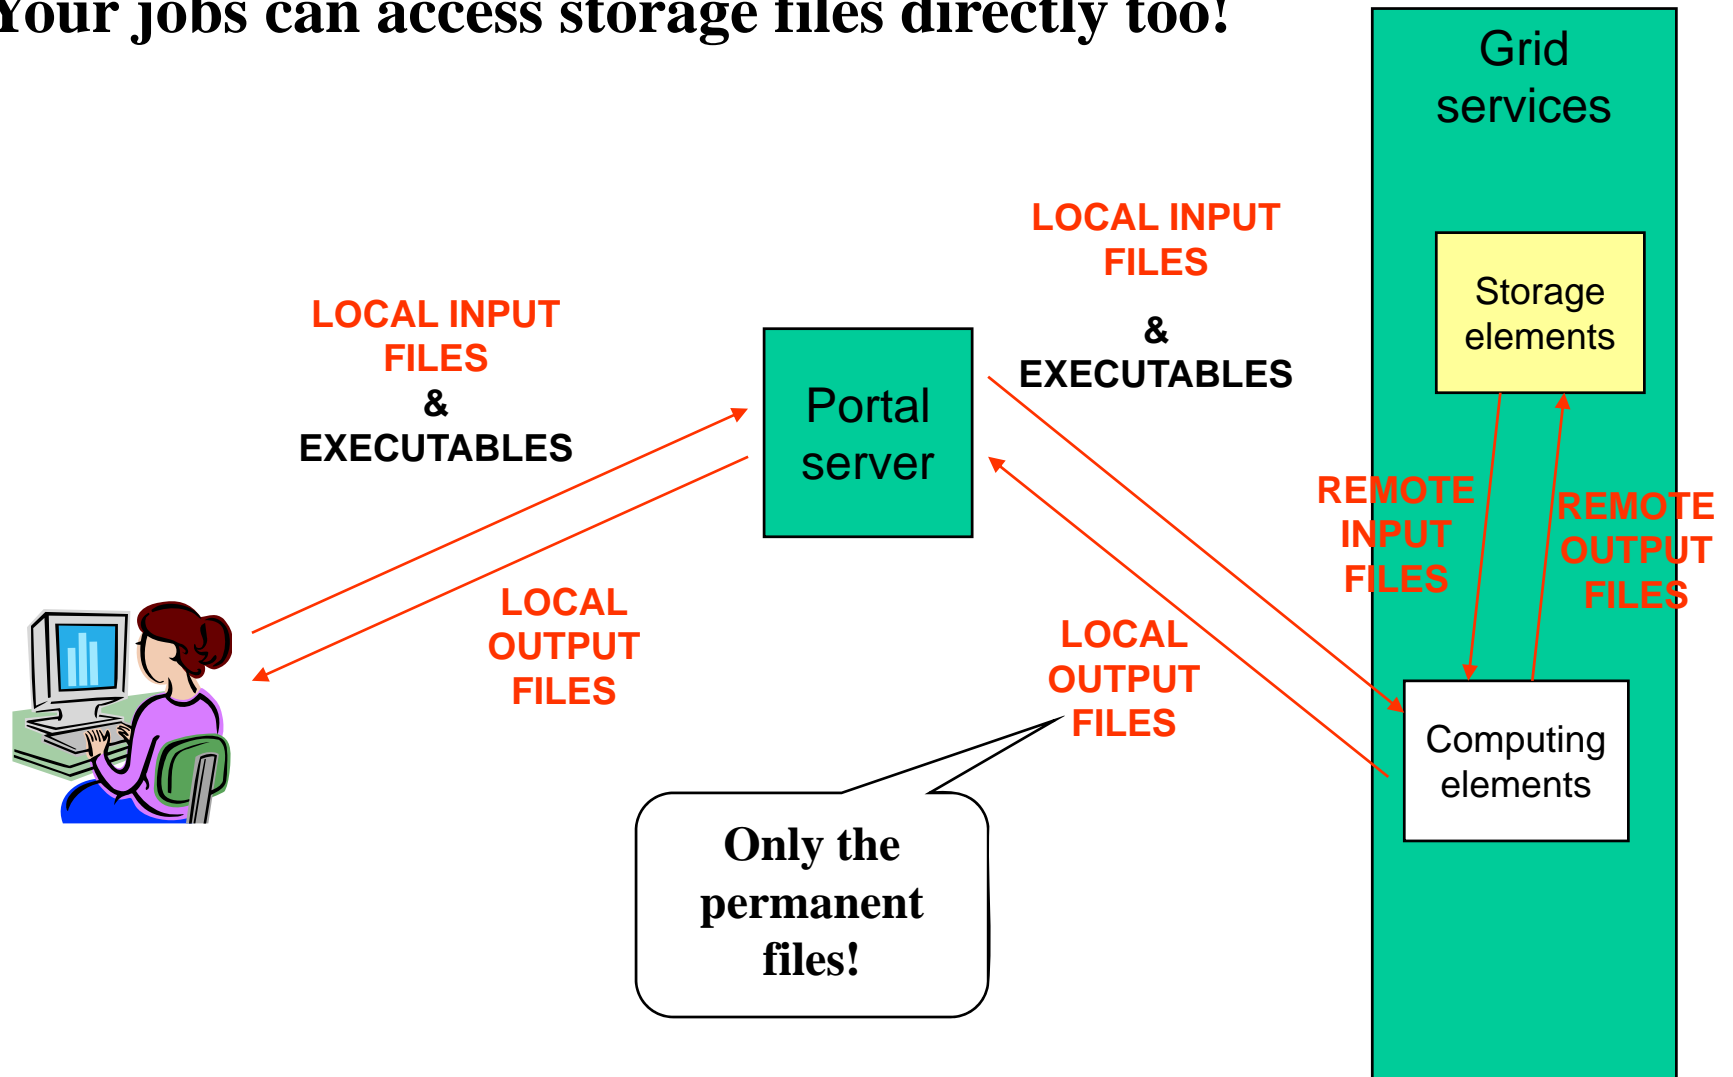 Your jobs can access storage files directly too!
Grid
services
LOCAL INPUT
FILES
&
EXECUTABLES
Storage
elements
LOCAL INPUT
FILES
&
EXECUTABLES
Portal
server
REMOTE
INPUT
FILES
REMOTE
OUTPUT
FILES
LOCAL
OUTPUT
FILES
LOCAL
OUTPUT
FILES
Computing
elements
Only the
permanent
files!